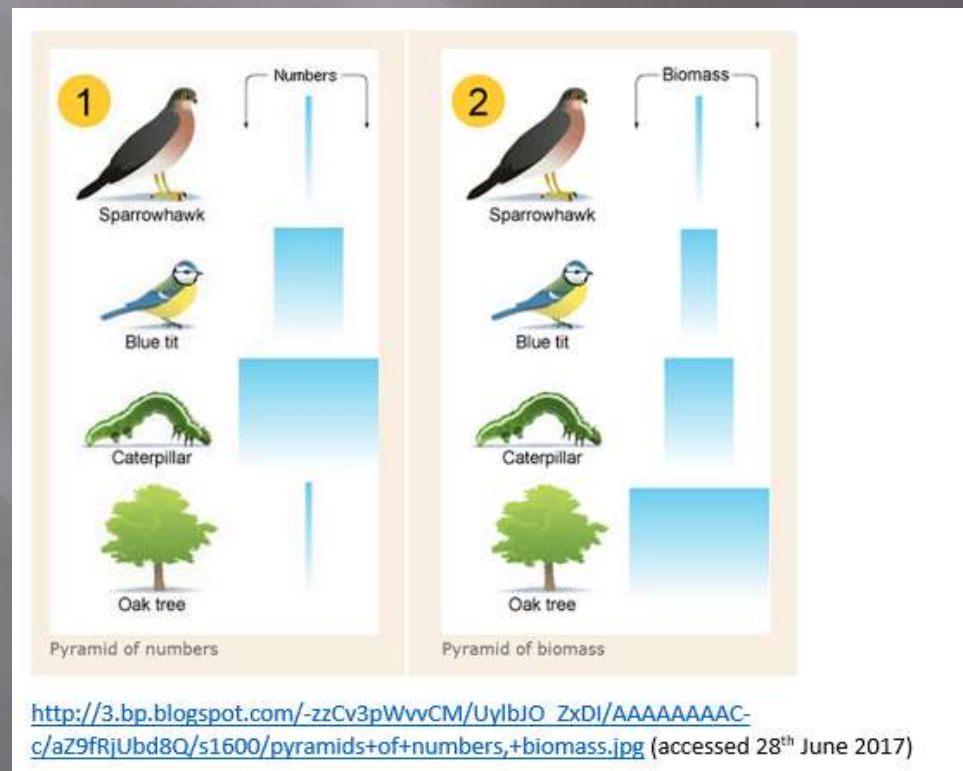 1
Numbers
Sparrowhawk
Blue tit
Caterpillar
Oak tree
Pyramid of numbers
2
Biomass
Sparrowhawk
Blue tit
Caterpillar
Oak tree
Pyramid of biomass
http://3.bp.blogspot.com/-zzCv3pWvvCM/UylbJO_ZxDI/AAAAAAAAC-
c/aZ9fRjUbd8Q/s1600/pyramids+of+numbers,+biomass.jpg (accessed 28th June 2017)